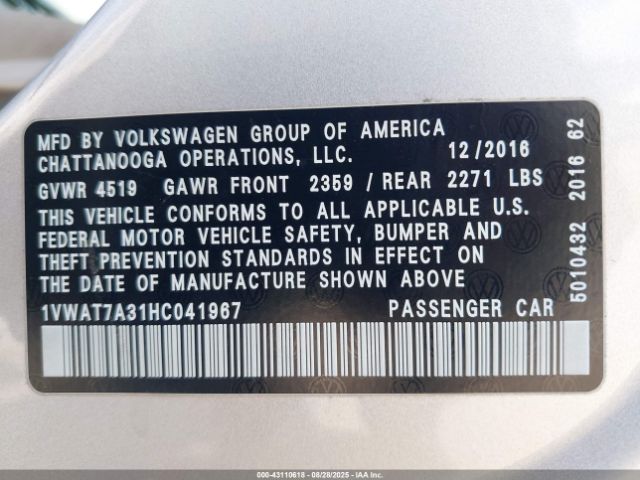 MFD BY VOLKSWAGEN GROUP OF AMERICA
CHATTANOOGA OPERATIONS, LLC. 12/2016
GVWR 4519 GAWR FRONT 2359 / REAR 2271 LBS
THIS VEHICLE CONFORMS TO ALL APPLICABLE U.S.
FEDERAL MOTOR VEHICLE SAFETY, BUMPER AND
THEFT PREVENTION STANDARDS IN EFFECT ON
THE DATE OF MANUFACTURE SHOWN ABOVE
1VWAT7A31HC041967 PASSENGER CAR
5010432 2016 62
000-43110618 | 08/28/2025 | IAA Inc.